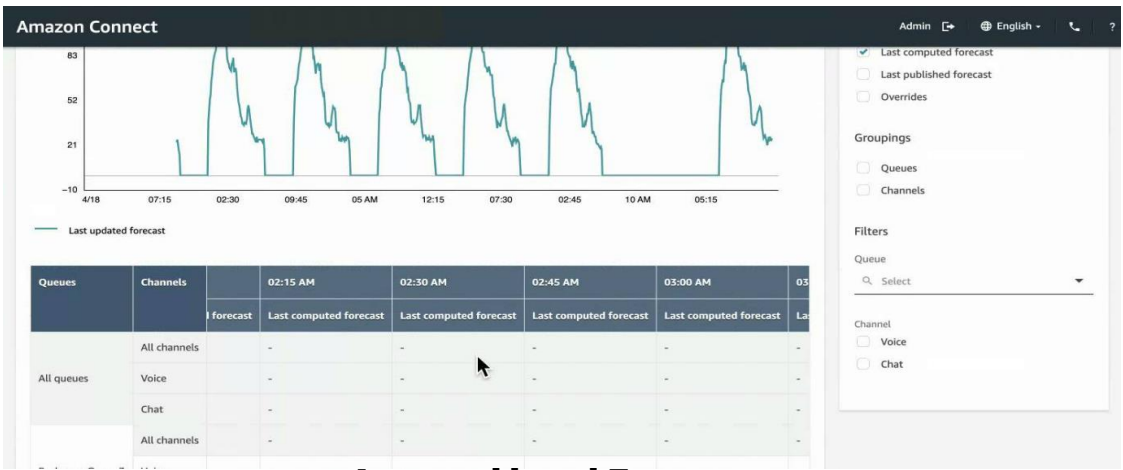 Amazon Connect
Admin
English
?
83
52
21
−10
4/18 07:15 02:30 09:45 05 AM 12:15 07:30 02:45 10 AM 05:15
Last updated forecast
Last computed forecast
Last published forecast
Overrides
Groupings
Queues
Channels
Filters
Queue
Select
Channel
Voice
Chat
Queues Channels 02:15 AM 02:30 AM 02:45 AM 03:00 AM 03
forecast Last computed forecast Last computed forecast Last computed forecast Last computed forecast
All channels - - - - -
All queues Voice - - - - -
Chat - - - - -
All channels - - - - -